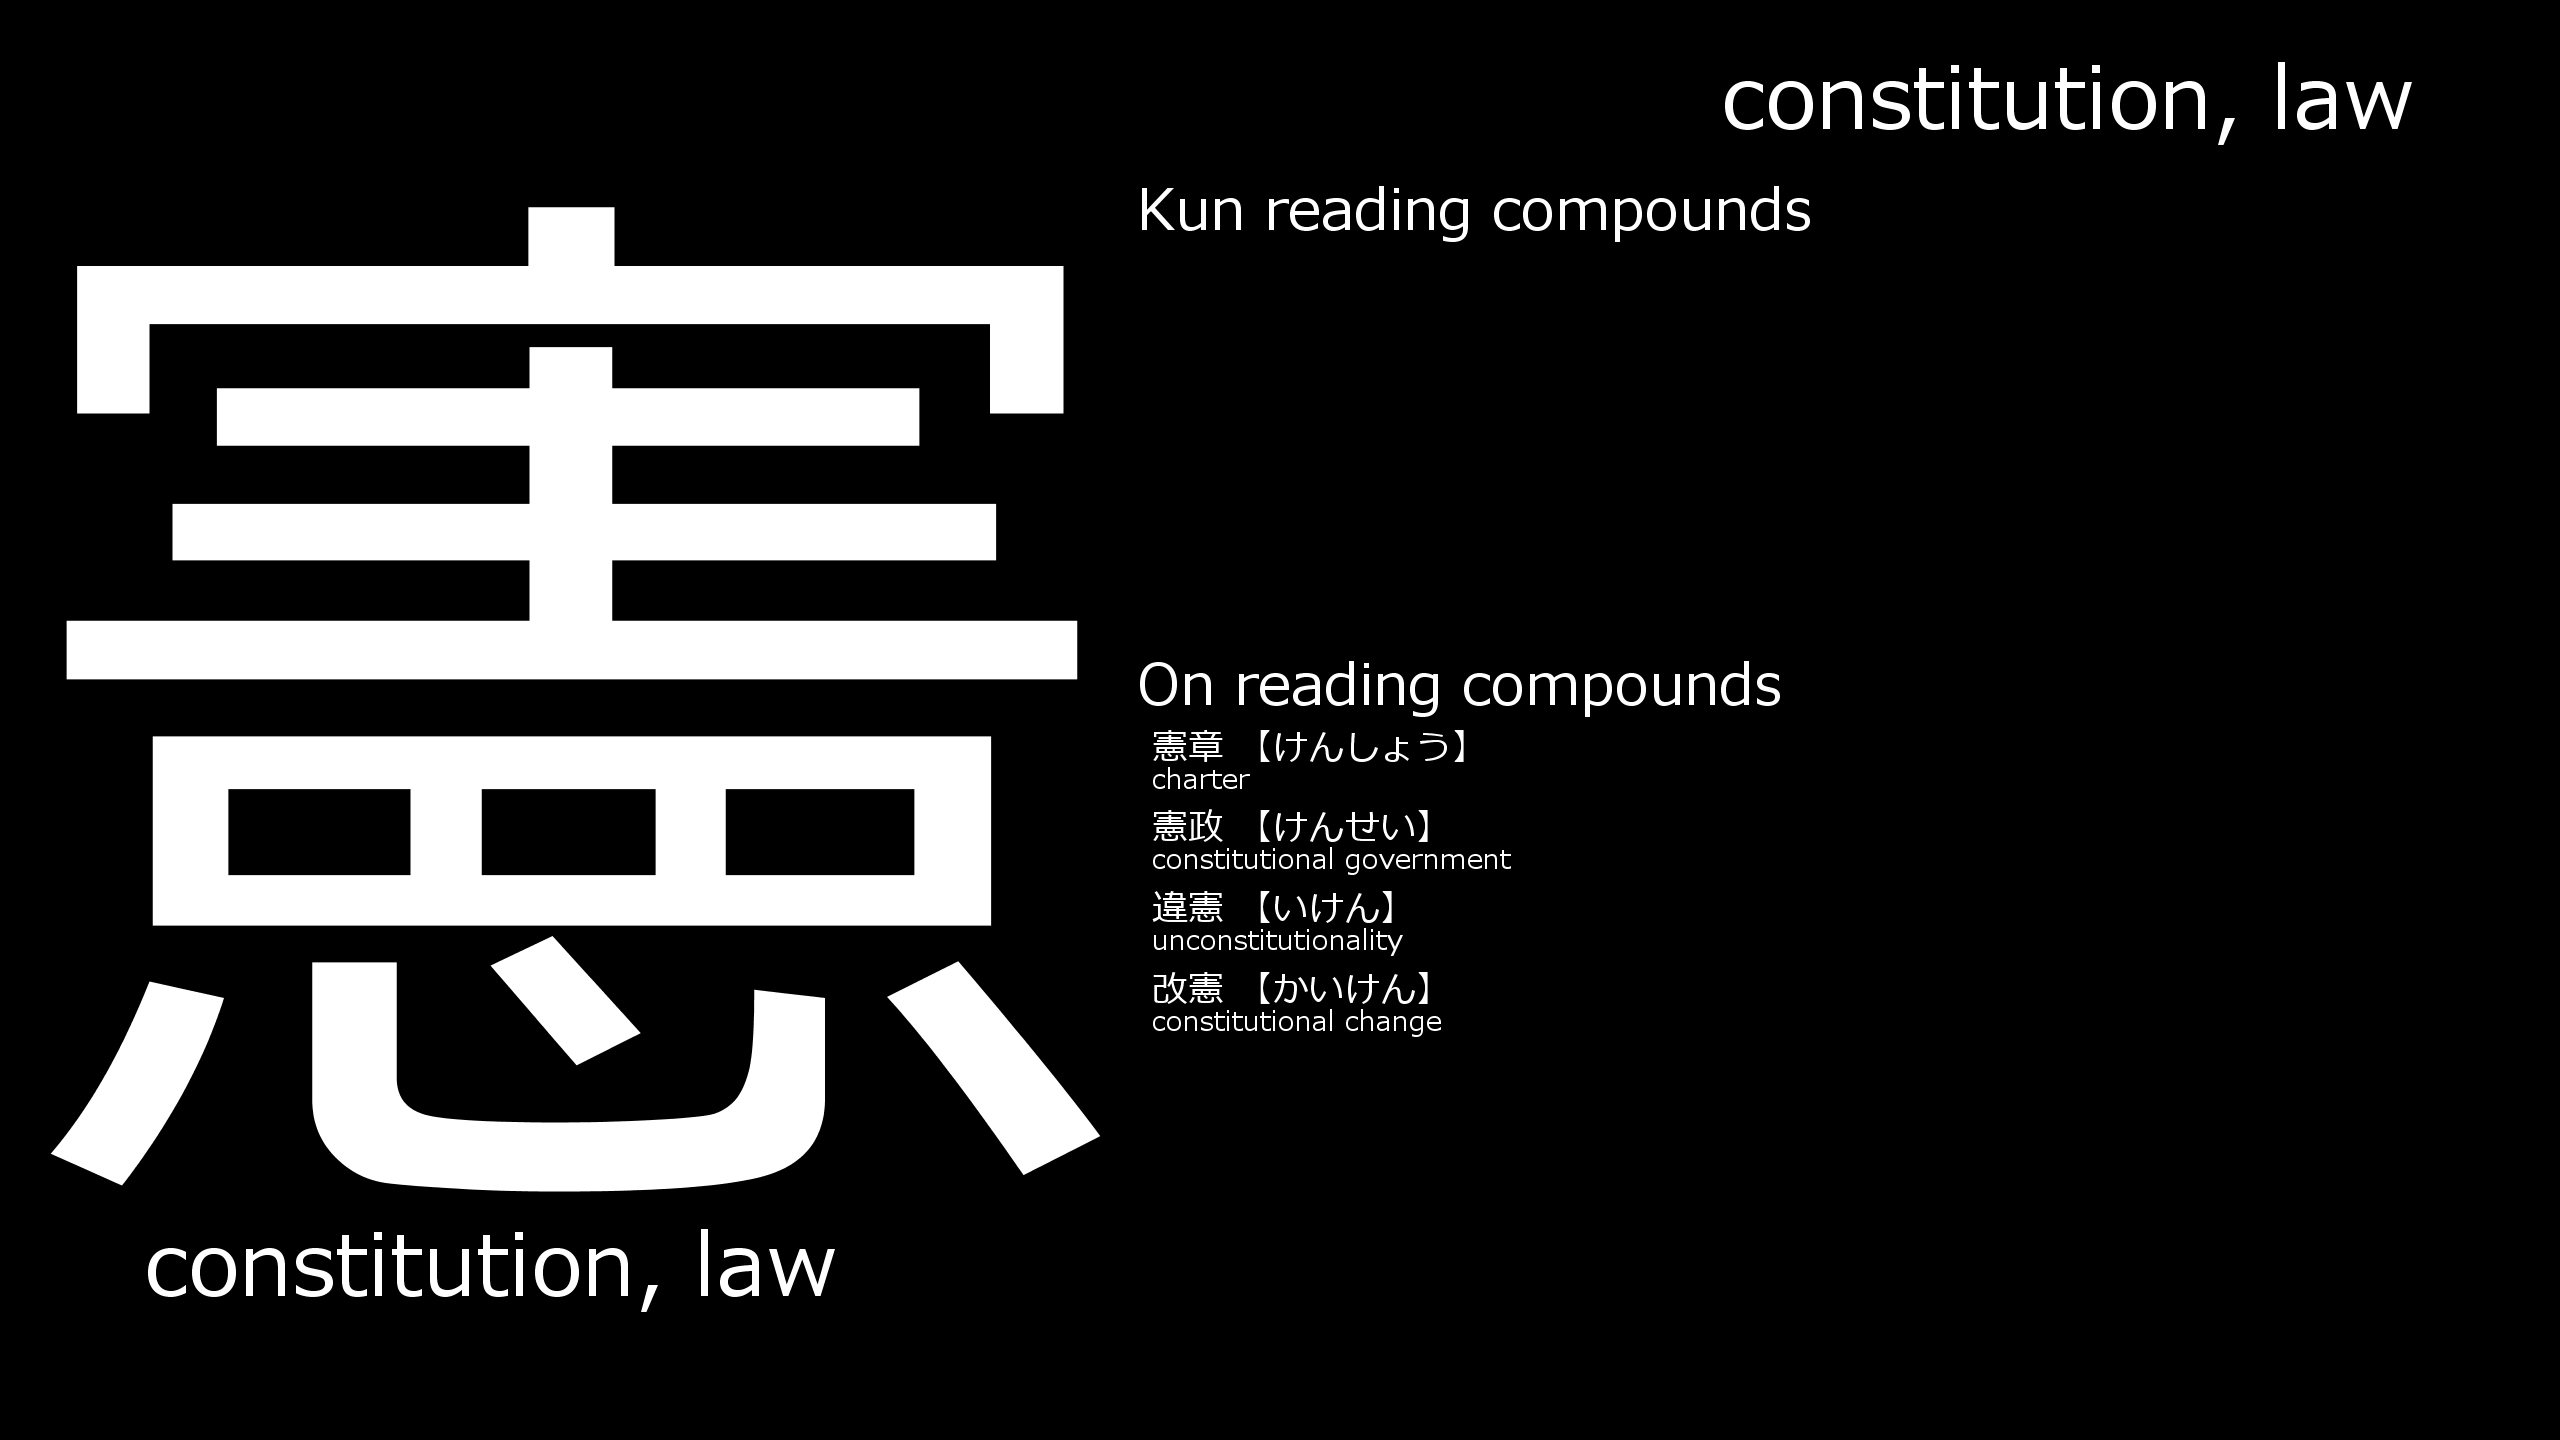 憲
constitution, law
constitution, law
Kun reading compounds
On reading compounds
憲章 【けんしょう】
charter
憲政 【けんせい】
constitutional government
違憲 【いけん】
unconstitutionality
改憲 【かいけん】
constitutional change